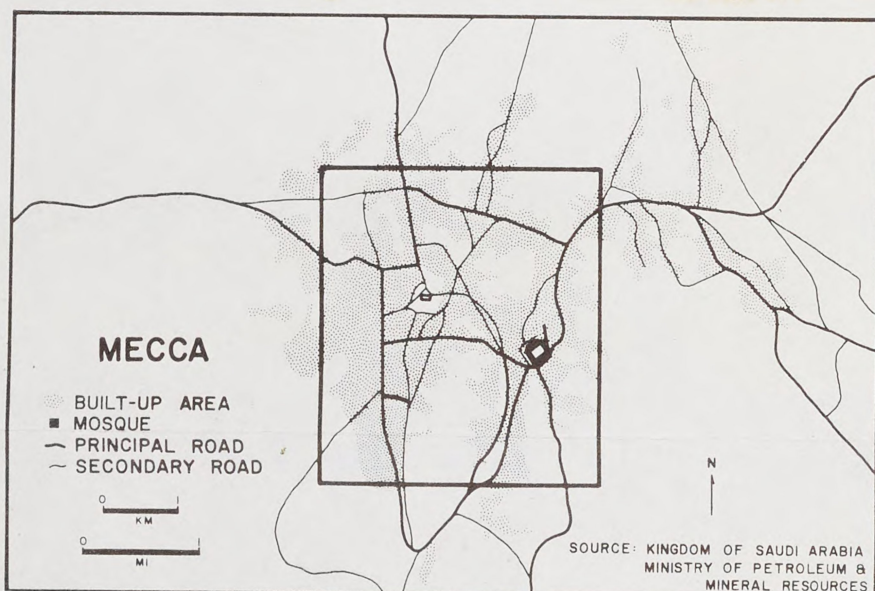 MECCA
BUILT-UP AREA
MOSQUE
PRINCIPAL ROAD
SECONDARY ROAD
0 1
KM
0 1
MI
N
SOURCE: KINGDOM OF SAUDI ARABIA
MINISTRY OF PETROLEUM &
MINERAL RESOURCES